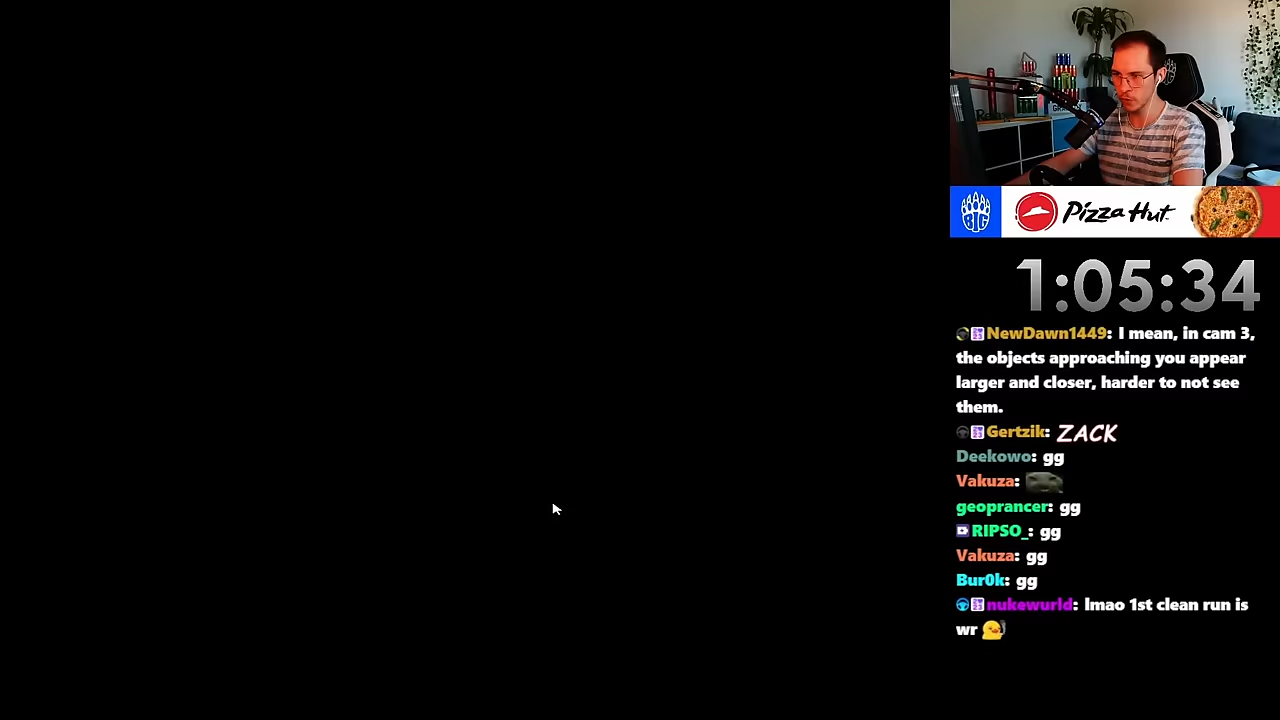 BIG
Pizza Hut
1:05:34
NewDawn1449: I mean, in cam 3,
the objects approaching you appear
larger and closer, harder to not see
them.
Gertzik: ZACK
Deekowo: gg
Vakuza:
geoprancer: gg
RIPSO_: gg
Vakuza: gg
Bur0k: gg
nukewurld: lmao 1st clean run is
wr